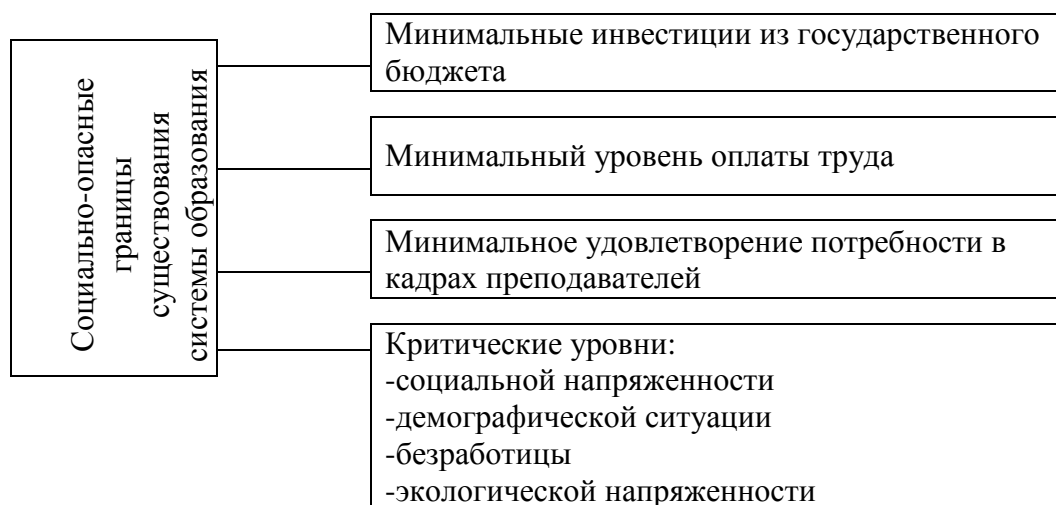 Социально-опасные
границы
существования
системы образования
Минимальные инвестиции из государственного
бюджета
Минимальный уровень оплаты труда
Минимальное удовлетворение потребности в
кадрах преподавателей
Критические уровни:
-социальной напряженности
-демографической ситуации
-безработицы
-экологической напряженности